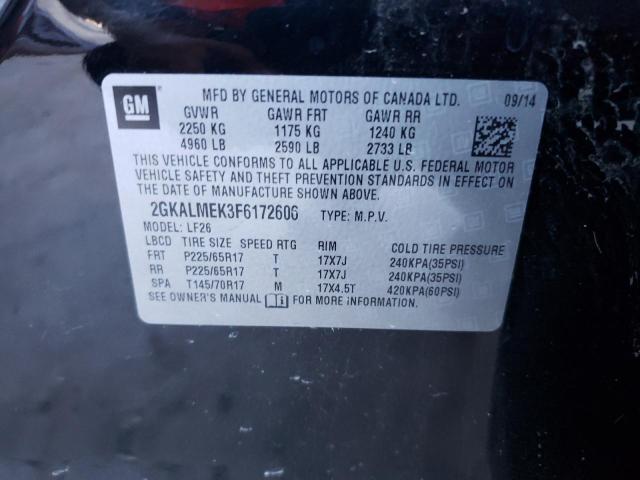 GM
MFD BY GENERAL MOTORS OF CANADA LTD. 09/14
GVWR GAWR FRT GAWR RR
2250 KG 1175 KG 1240 KG
4960 LB 2590 LB 2733 LB
THIS VEHICLE CONFORMS TO ALL APPLICABLE U.S. FEDERAL MOTOR
VEHICLE SAFETY AND THEFT PREVENTION STANDARDS IN EFFECT ON
THE DATE OF MANUFACTURE SHOWN ABOVE.
2GKALMEK3F6172606 TYPE: M.P.V.
MODEL: LF26
LBCD TIRE SIZE SPEED RTG RIM COLD TIRE PRESSURE
FRT P225/65R17 T 17X7J 240KPA(35PSI)
RR P225/65R17 T 17X7J 240KPA(35PSI)
SPA T145/70R17 M 17X4.5T 420KPA(60PSI)
SEE OWNER'S MANUAL FOR MORE INFORMATION.